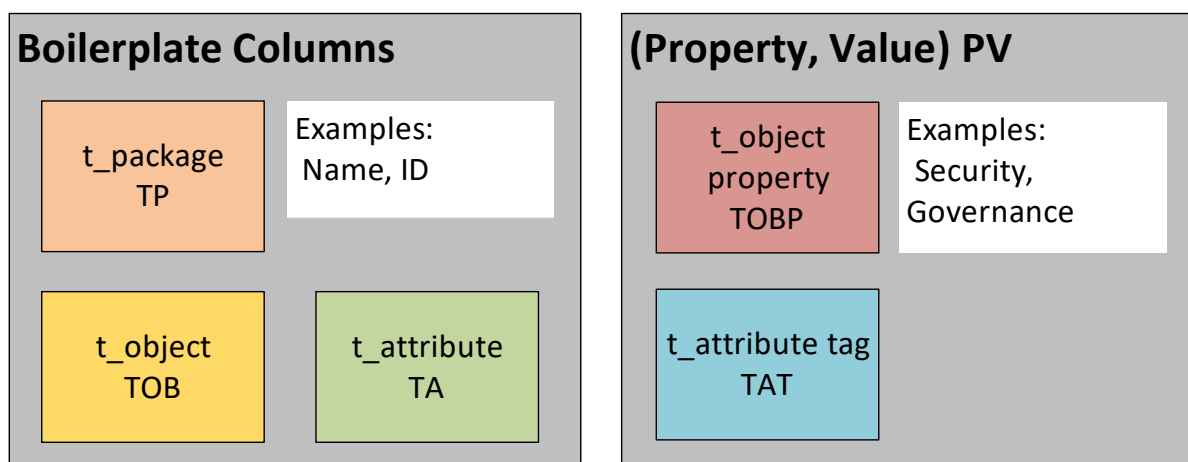 Boilerplate Columns
t_package
TP
Examples:
Name, ID
t_object
TOB
t_attribute
TA
(Property, Value) PV
t_object
property
TOBP
Examples:
Security,
Governance
t_attribute tag
TAT